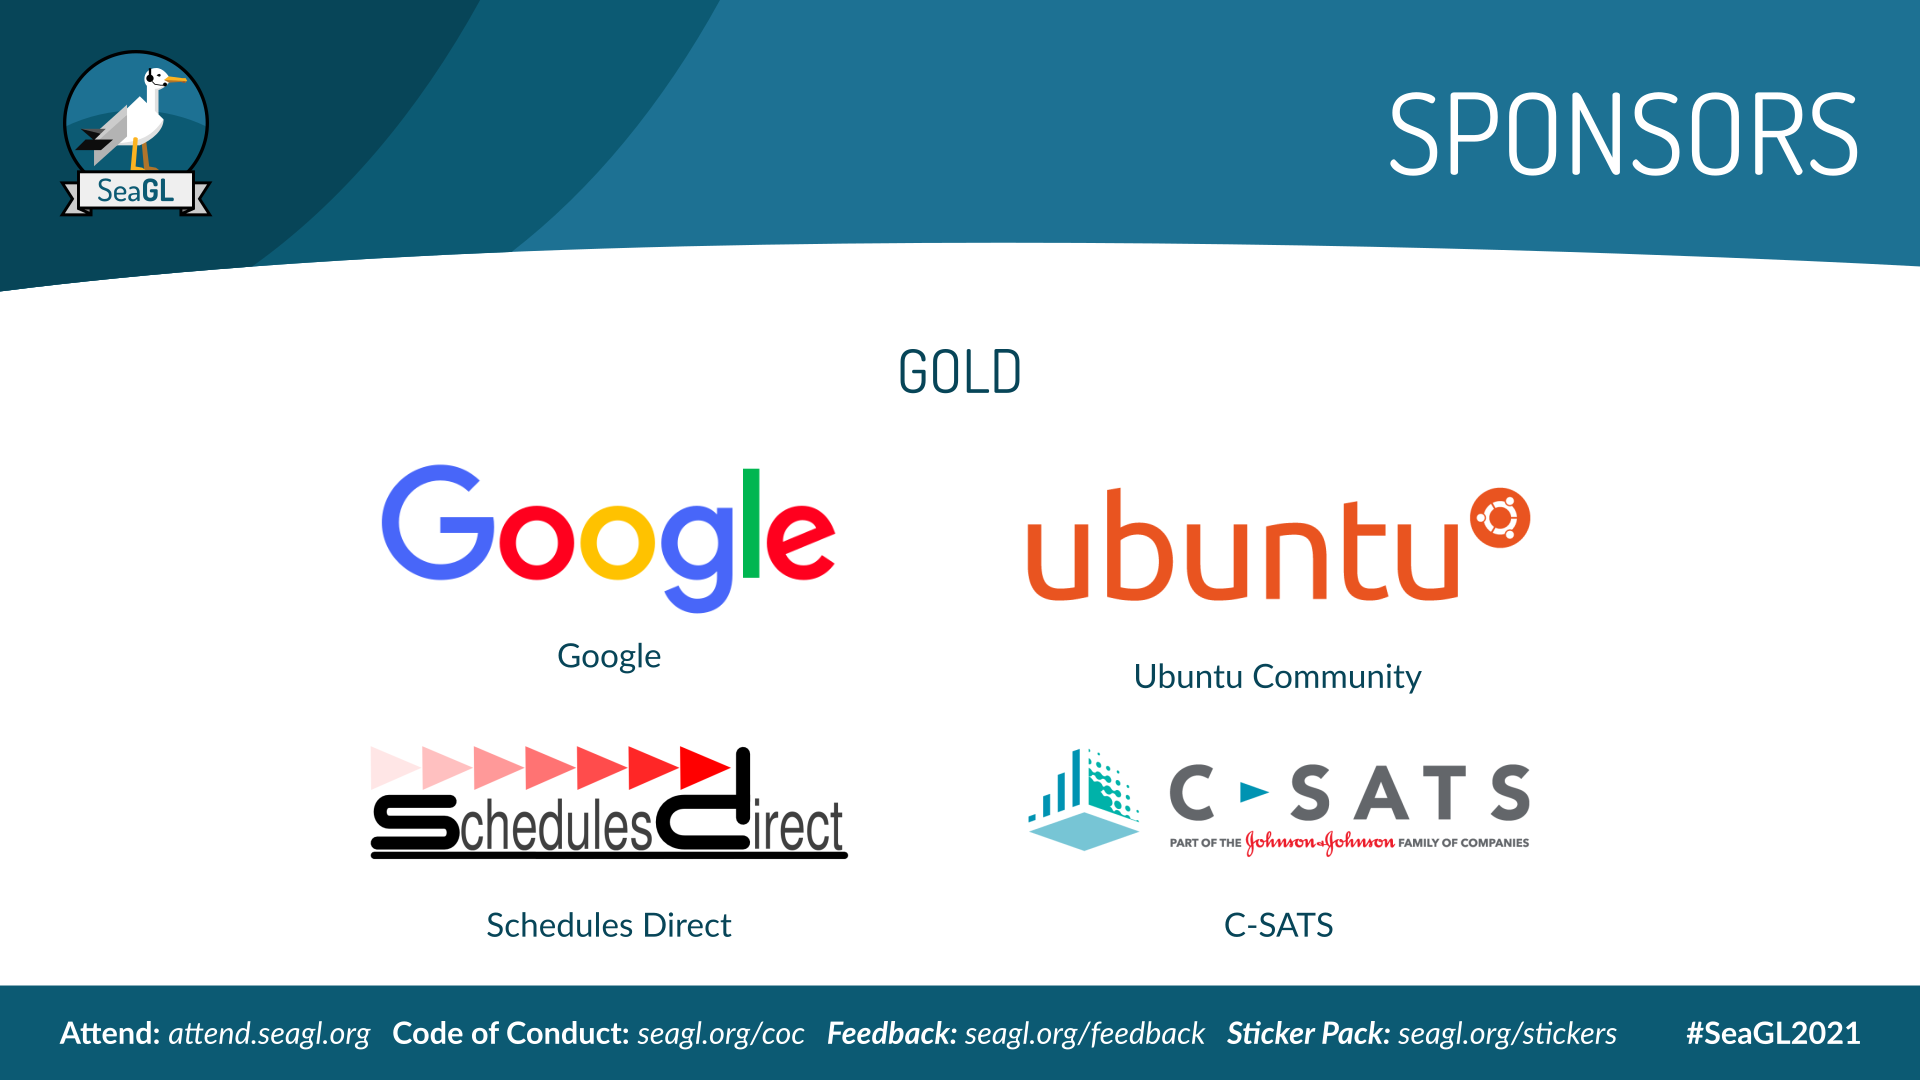 SeaGL
SPONSORS
GOLD
Google
Google
ubuntu
Ubuntu Community
schedules direct
Schedules Direct
C-SATS
PART OF THE Johnson & Johnson FAMILY OF COMPANIES
C-SATS
Attend: attend.seagl.org Code of Conduct: seagl.org/coc Feedback: seagl.org/feedback Sticker Pack: seagl.org/stickers #SeaGL2021